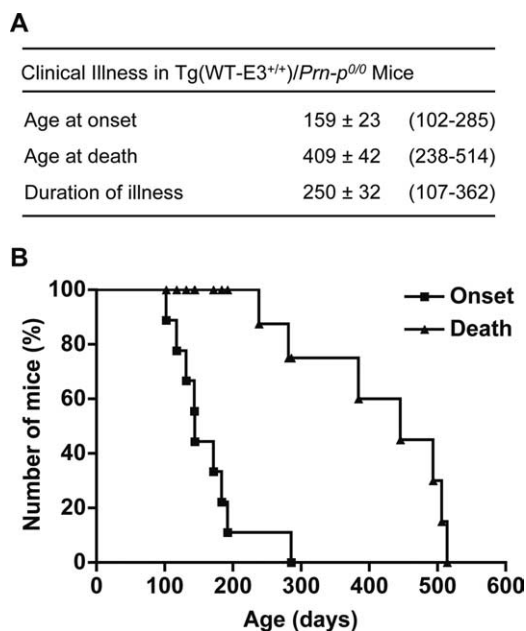 A
Clinical Illness in Tg(WT-E3+/+)/Prn-p0/0 Mice
Age at onset 159 ± 23 (102-285)
Age at death 409 ± 42 (238-514)
Duration of illness 250 ± 32 (107-362)
B
Number of mice (%)
100
80
60
40
20
0
Onset
Death
0 100 200 300 400 500 600
Age (days)